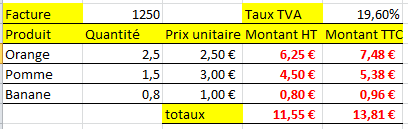 Facture 1250 Taux TVA 19,60%
Produit Quantité Prix unitaire Montant HT Montant TTC
Orange 2,5 2,50 € 6,25 € 7,48 €
Pomme 1,5 3,00 € 4,50 € 5,38 €
Banane 0,8 1,00 € 0,80 € 0,96 €
totaux 11,55 € 13,81 €